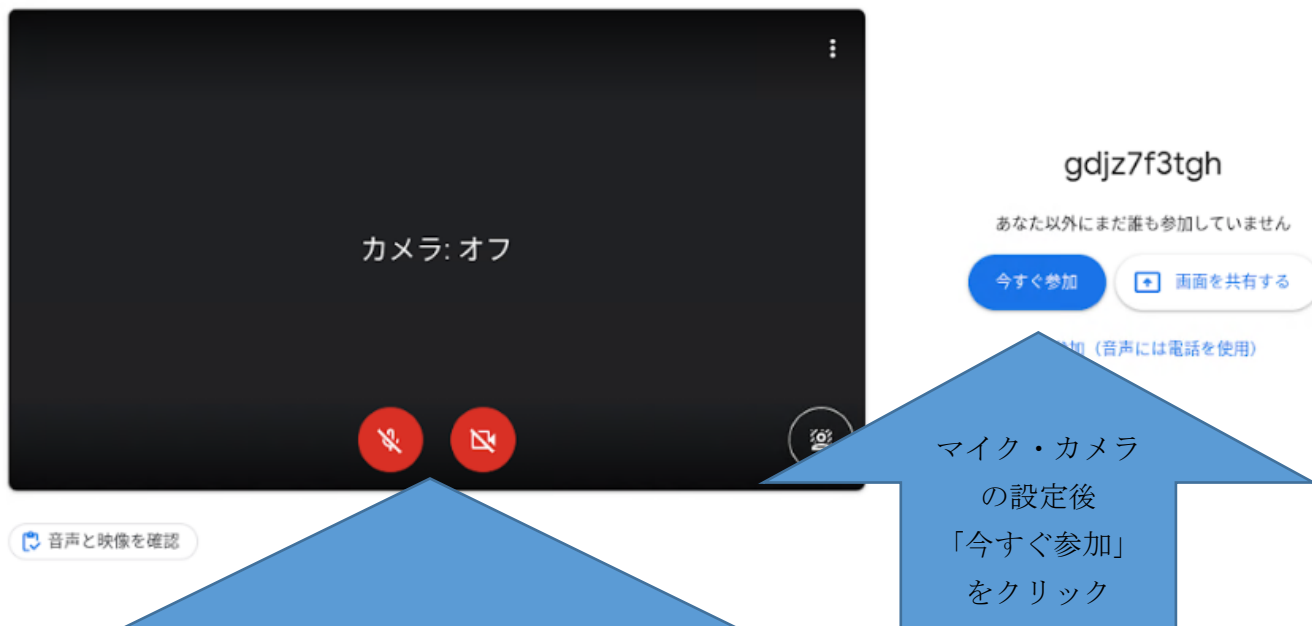 カメラ: オフ
音声と映像を確認
gdjz7f3tgh
あなた以外にまだ誰も参加していません
今すぐ参加
画面を共有する
加（音声には電話を使用）
マイク・カメラ
の設定後
「今すぐ参加」
をクリック